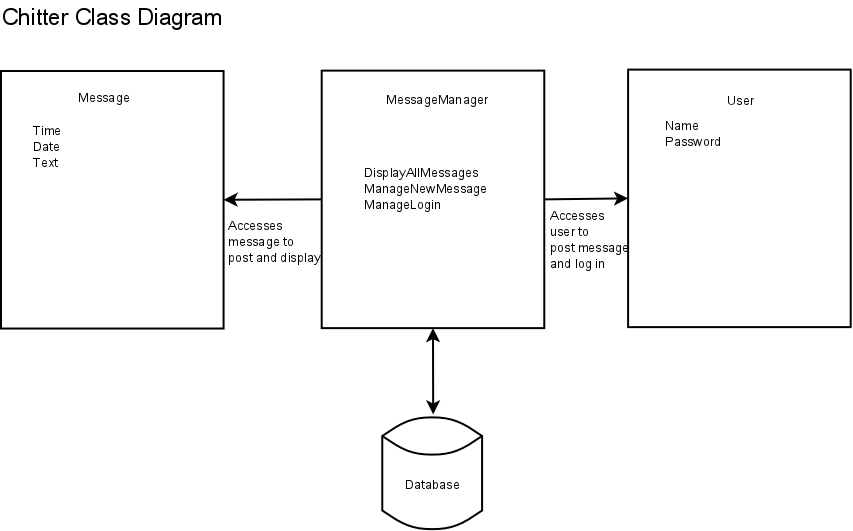 Chitter Class Diagram
Message
Time
Date
Text
MessageManager
DisplayAllMessages
ManageNewMessage
ManageLogin
User
Name
Password
Accesses
message to
post and display
Accesses
user to
post message
and log in
Database